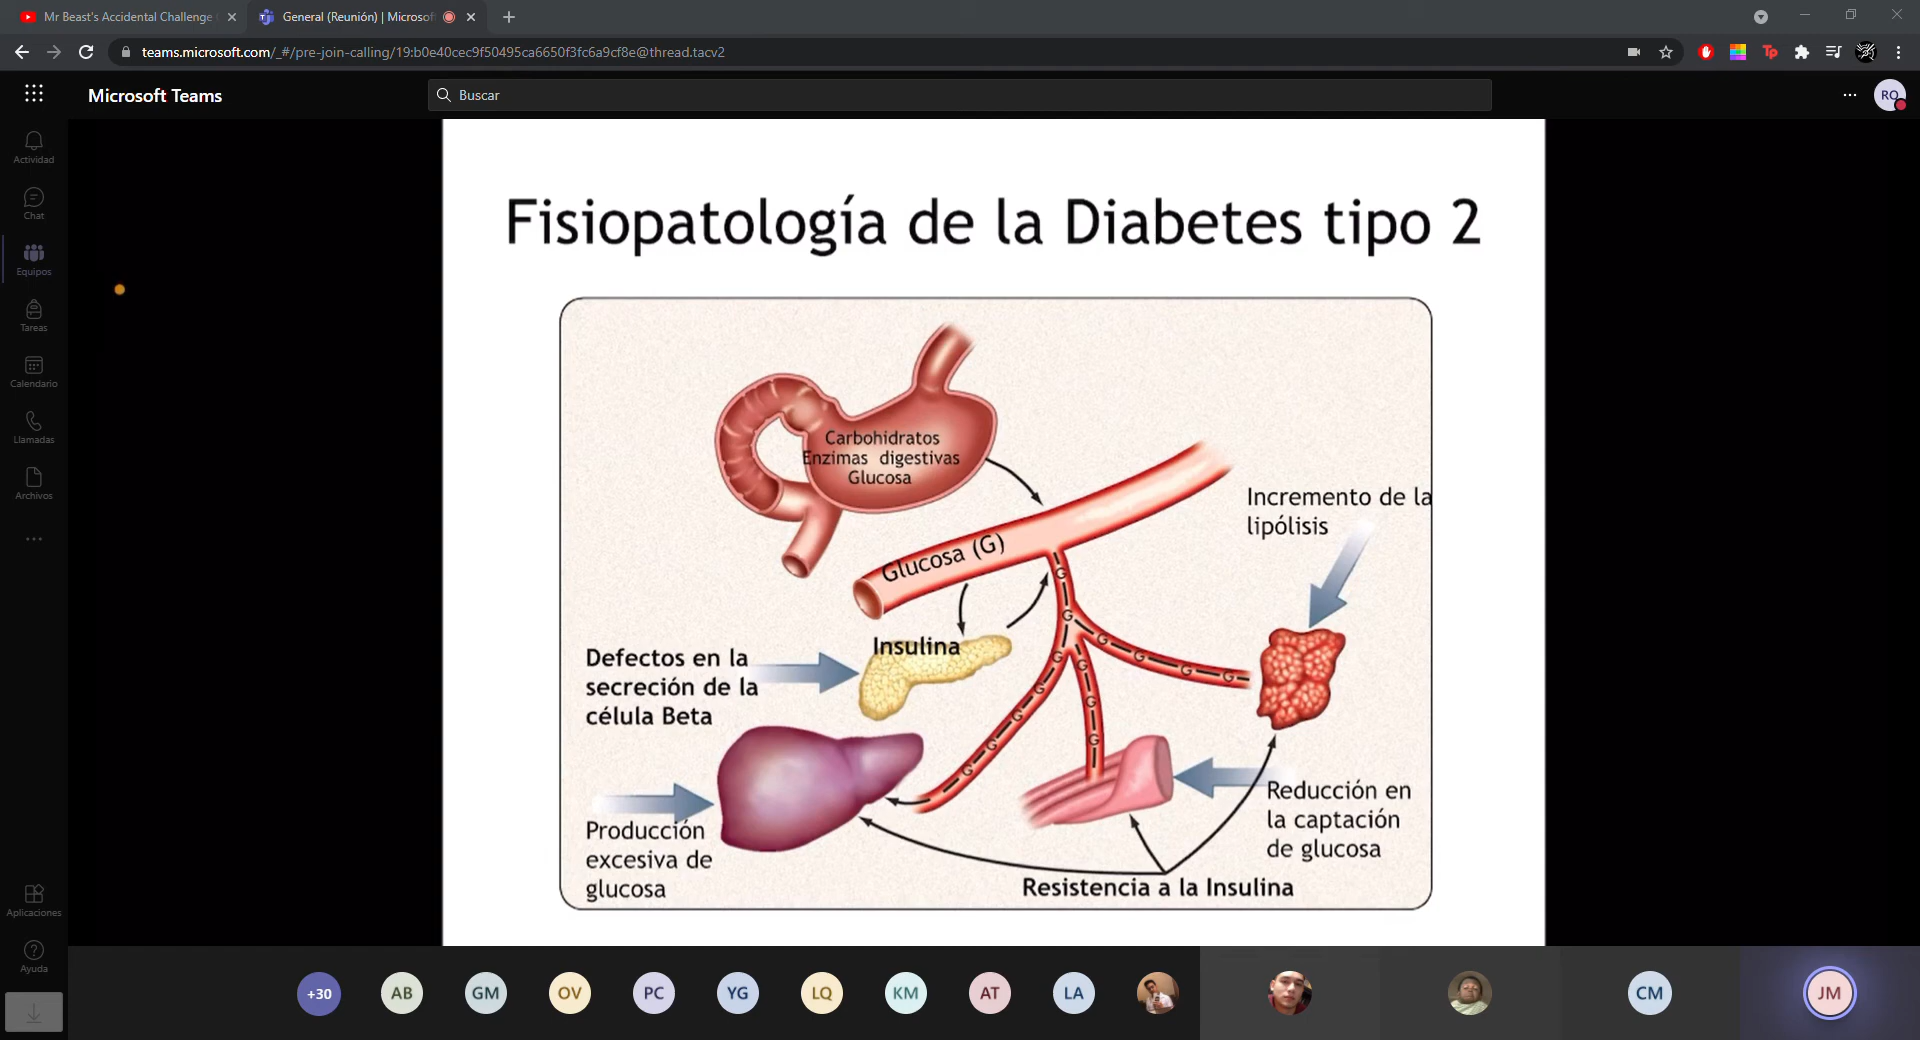 Mr Beast's Accidental Challenge
General (Reunión) | Microsof
teams.microsoft.com/_#/pre-join-calling/19:b0e40cec9f50495ca6650f3fc6a9cf8e@thread.tacv2
Microsoft Teams
Buscar
RO
Actividad
Chat
Equipos
Tareas
Calendario
Llamadas
Archivos
Aplicaciones
Ayuda
Fisiopatología de la Diabetes tipo 2
Carbohidratos
Enzimas digestivas
Glucosa
Glucosa (G)
Incremento de la
lipólisis
Insulina
Defectos en la
secreción de la
célula Beta
G G G G G
G G G G
G G G
G G G G G
Producción
excesiva de
glucosa
Reducción en
la captación
de glucosa
Resistencia a la Insulina
+30
AB
GM
OV
PC
YG
LQ
KM
AT
LA
CM
JM